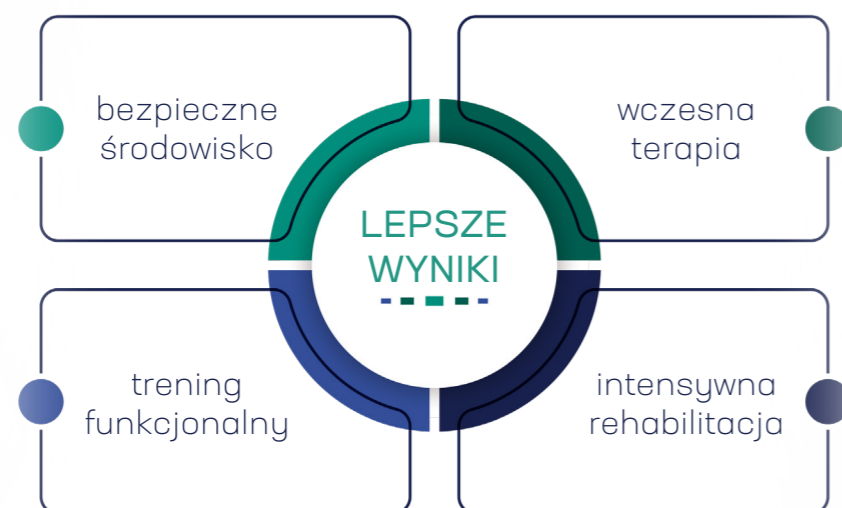 bezpieczne
środowisko
wczesna
terapia
LEPSZE
WYNIKI
trening
funkcjonalny
intensywna
rehabilitacja